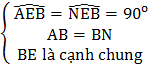 AEB = NEB = 90°
AB = BN
BE là cạnh chung